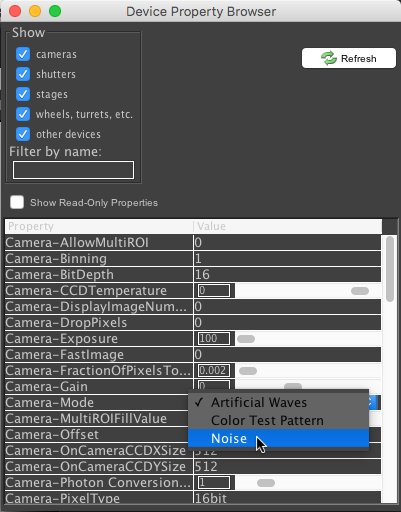 Device Property Browser
Show
cameras
shutters
stages
wheels, turrets, etc.
other devices
Filter by name:
Refresh
Show Read-Only Properties
Property Value
Camera-AllowMultiROI 0
Camera-Binning 1
Camera-BitDepth 16
Camera-CCDTemperature 0
Camera-DisplayImageNum... 0
Camera-DropPixels 0
Camera-Exposure 100
Camera-FastImage 0
Camera-FractionOfPixelsTo... 0.002
Camera-Gain 0
Camera-Mode ✓ Artificial Waves
Camera-MultiROIFillValue Color Test Pattern
Camera-Offset Noise
Camera-OnCameraCCDXSize 512
Camera-OnCameraCCDYSize 512
Camera-Photon Conversion... 1
Camera-PixelType 16bit